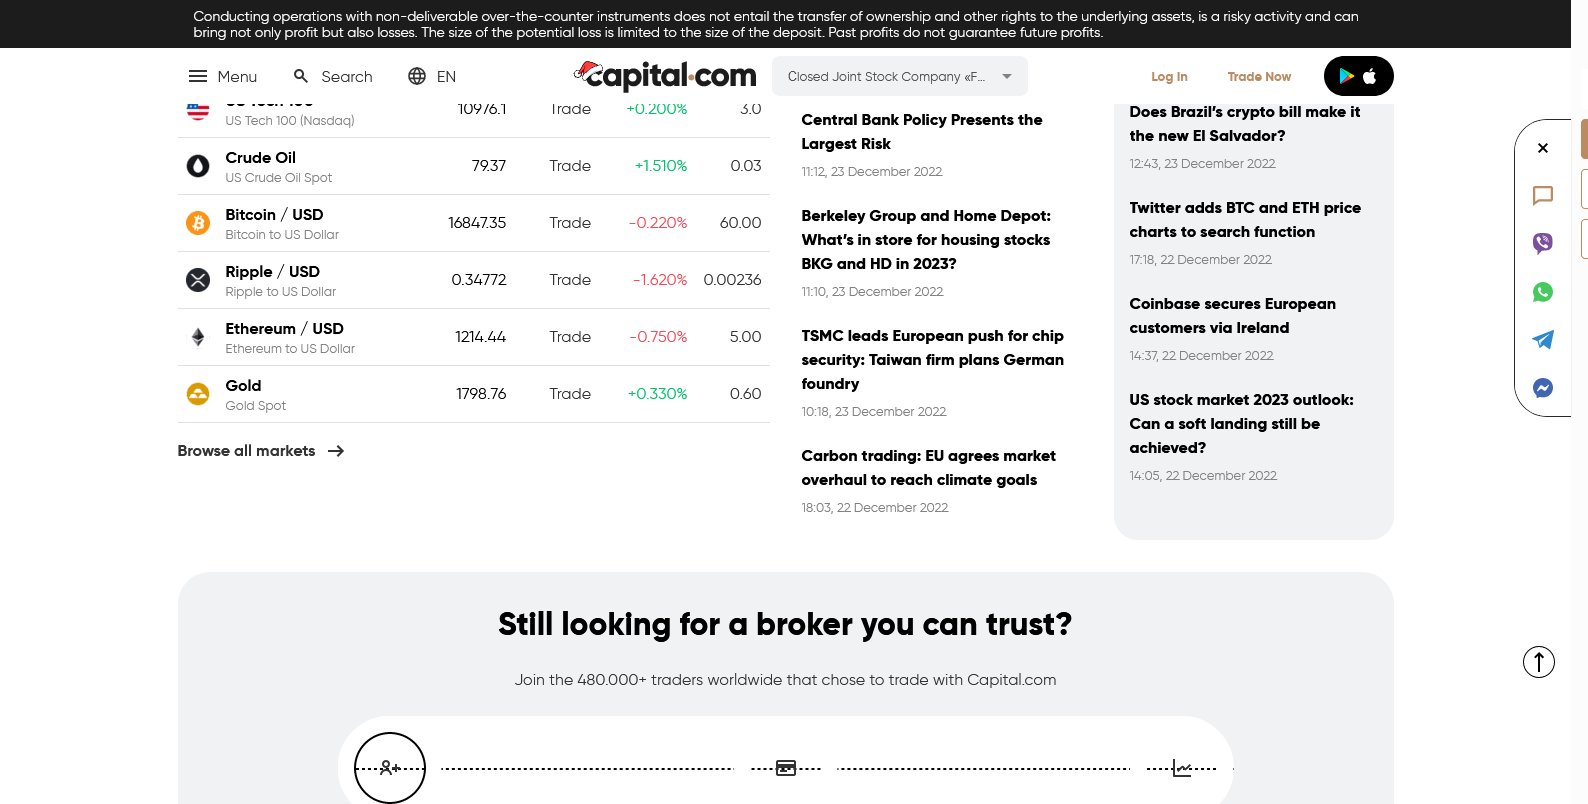 Conducting operations with non-deliverable over-the-counter instruments does not entail the transfer of ownership and other rights to the underlying assets, is a risky activity and can
bring not only profit but also losses. The size of the potential loss is limited to the size of the deposit. Past profits do not guarantee future profits.
Menu
Search
EN
capital.com
Closed Joint Stock Company «F...
Log In
Trade Now
US Tech 100
US Tech 100 (Nasdaq)
10976.1
Trade
+0.200%
3.0
Crude Oil
US Crude Oil Spot
79.37
Trade
+1.510%
0.03
Bitcoin / USD
Bitcoin to US Dollar
16847.35
Trade
-0.220%
60.00
Ripple / USD
Ripple to US Dollar
0.34772
Trade
-1.620%
0.00236
Ethereum / USD
Ethereum to US Dollar
1214.44
Trade
-0.750%
5.00
Gold
Gold Spot
1798.76
Trade
+0.330%
0.60
Browse all markets
Central Bank Policy Presents the
Largest Risk
11:12, 23 December 2022
Berkeley Group and Home Depot:
What's in store for housing stocks
BKG and HD in 2023?
11:10, 23 December 2022
TSMC leads European push for chip
security: Taiwan firm plans German
foundry
10:18, 23 December 2022
Carbon trading: EU agrees market
overhaul to reach climate goals
18:03, 22 December 2022
Does Brazil's crypto bill make it
the new El Salvador?
12:43, 23 December 2022
Twitter adds BTC and ETH price
charts to search function
17:18, 22 December 2022
Coinbase secures European
customers via Ireland
14:37, 22 December 2022
US stock market 2023 outlook:
Can a soft landing still be
achieved?
14:05, 22 December 2022
Still looking for a broker you can trust?
Join the 480.000+ traders worldwide that chose to trade with Capital.com